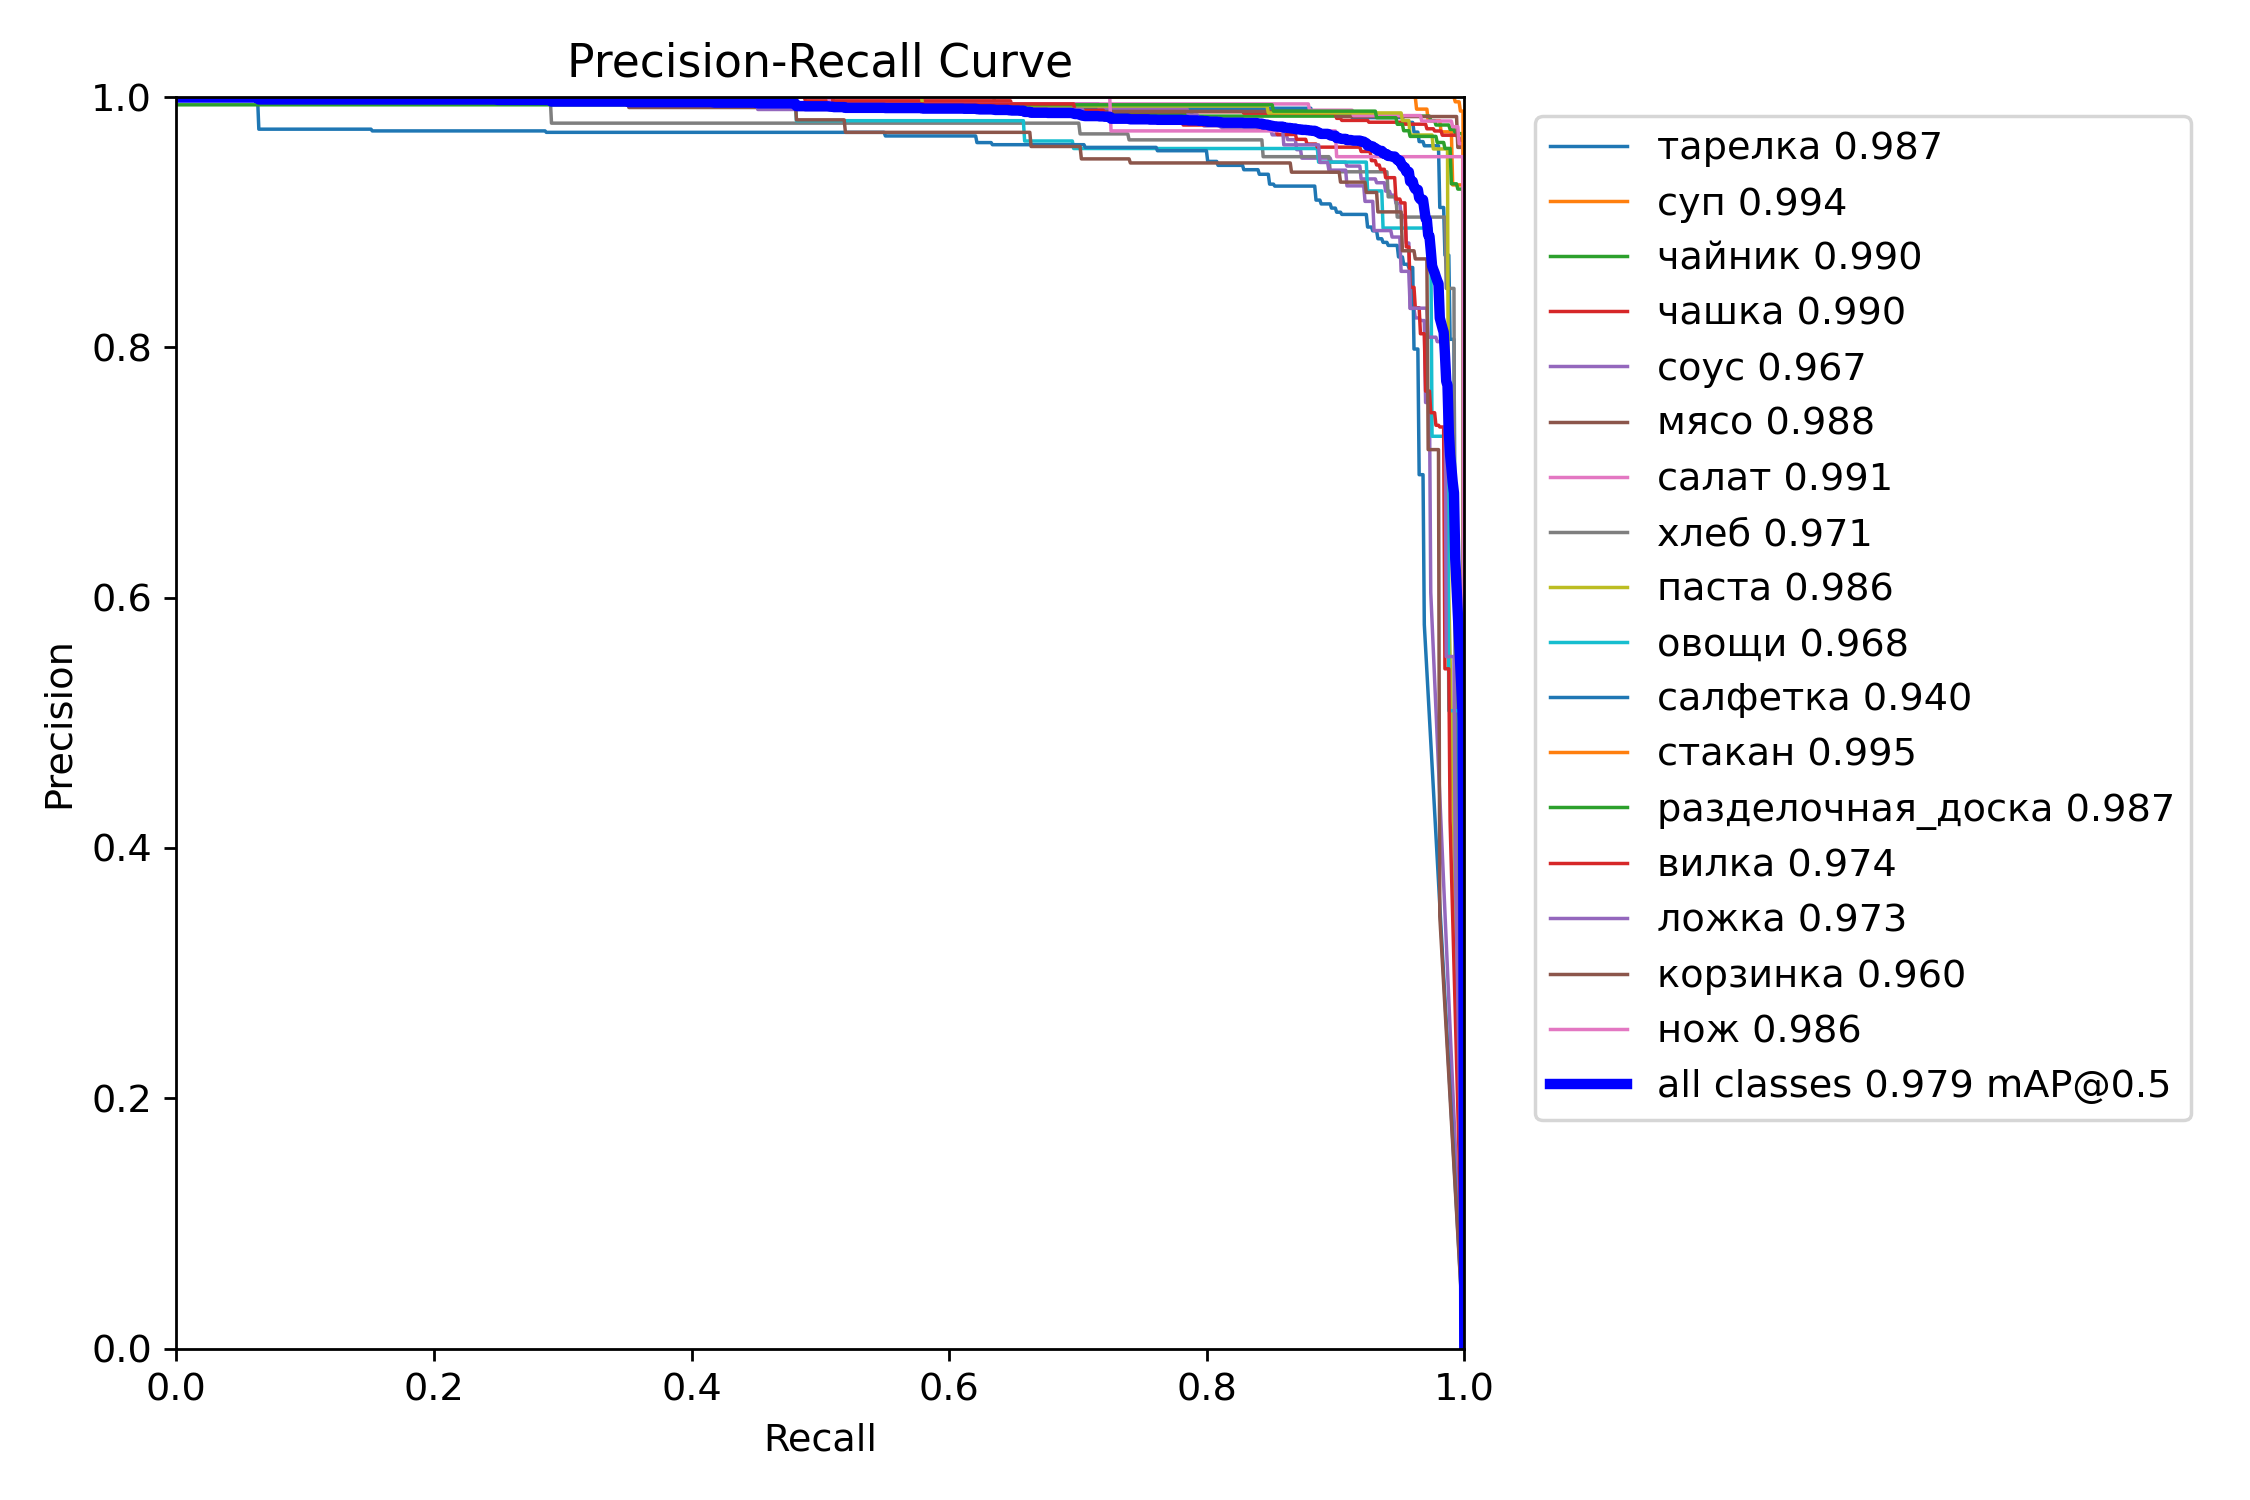 Precision-Recall Curve
1.0
0.8
0.6
0.4
0.2
0.0
Precision
0.0 0.2 0.4 0.6 0.8 1.0
Recall
тарелка 0.987
суп 0.994
чайник 0.990
чашка 0.990
соус 0.967
мясо 0.988
салат 0.991
хлеб 0.971
паста 0.986
овощи 0.968
салфетка 0.940
стакан 0.995
разделочная_доска 0.987
вилка 0.974
ложка 0.973
корзинка 0.960
нож 0.986
all classes 0.979 mAP@0.5